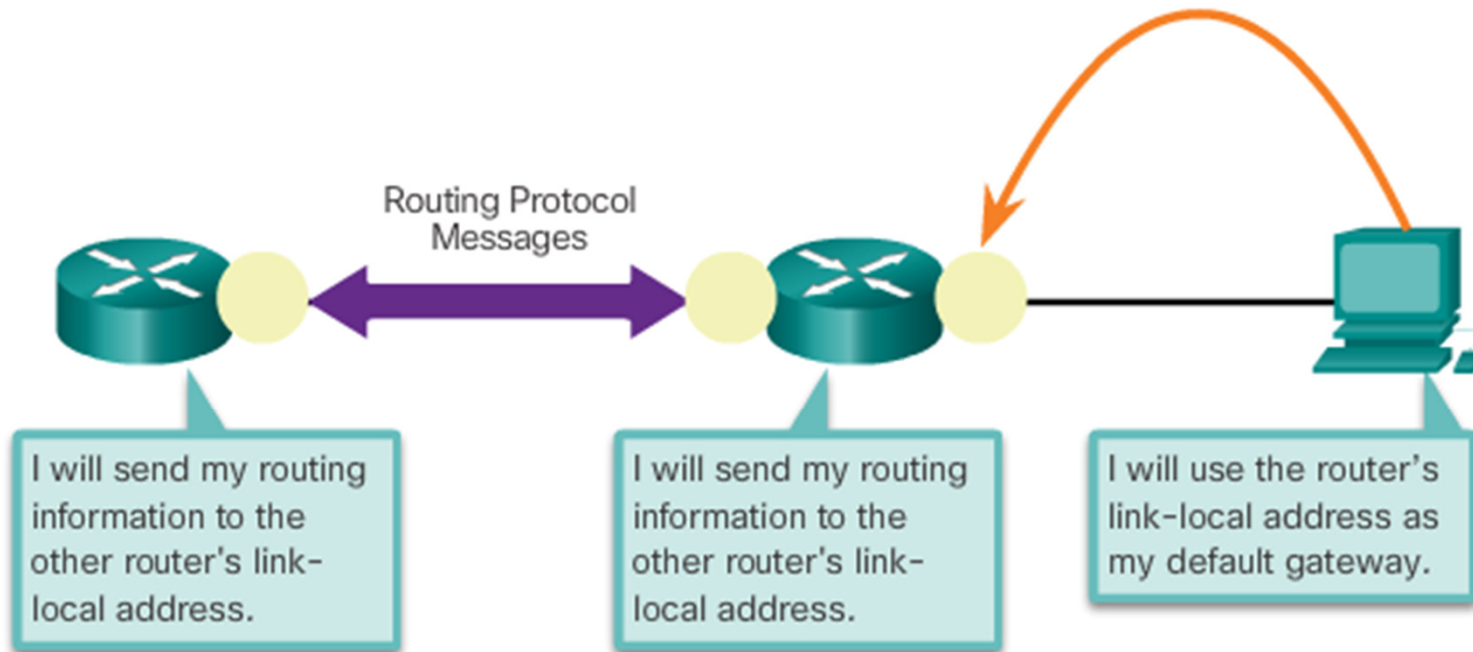 Routing Protocol
Messages
I will send my routing
information to the
other router's link-
local address.
I will send my routing
information to the
other router's link-
local address.
I will use the router’s
link-local address as
my default gateway.